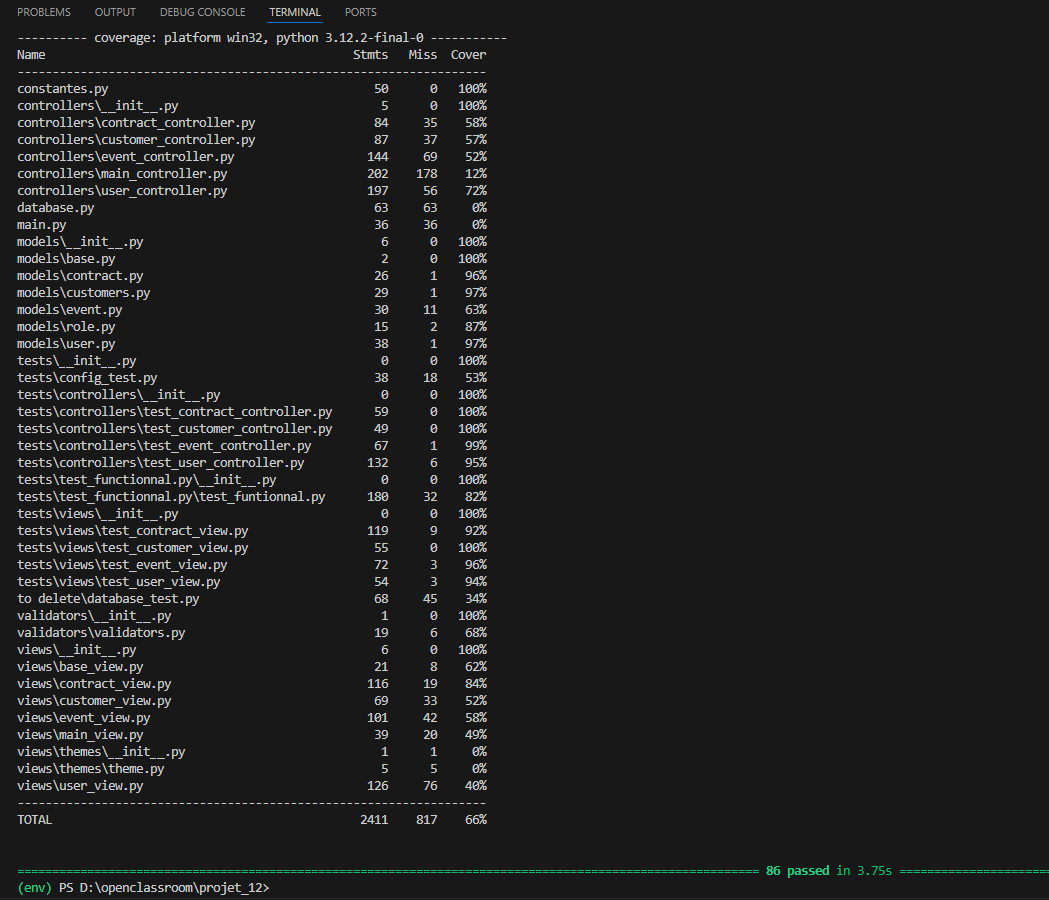 PROBLEMS OUTPUT DEBUG CONSOLE TERMINAL PORTS
---------- coverage: platform win32, python 3.12.2-final-0 -----------
Name                                            Stmts   Miss  Cover
-------------------------------------------------------------------
constantes.py                                      50      0   100%
controllers\__init__.py                             5      0   100%
controllers\contract_controller.py                 84     35    58%
controllers\customer_controller.py                 87     37    57%
controllers\event_controller.py                   144     69    52%
controllers\main_controller.py                    202    178    12%
controllers\user_controller.py                    197     56    72%
database.py                                        63     63     0%
main.py                                            36     36     0%
models\__init__.py                                  6      0   100%
models\base.py                                      2      0   100%
models\contract.py                                 26      1    96%
models\customers.py                                29      1    97%
models\event.py                                    30     11    63%
models\role.py                                     15      2    87%
models\user.py                                     38      1    97%
tests\__init__.py                                   0      0   100%
tests\config_test.py                               38     18    53%
tests\controllers\__init__.py                       0      0   100%
tests\controllers\test_contract_controller.py      59      0   100%
tests\controllers\test_customer_controller.py      49      0   100%
tests\controllers\test_event_controller.py         67      1    99%
tests\controllers\test_user_controller.py         132      6    95%
tests\test_functionnal.py\__init__.py               0      0   100%
tests\test_functionnal.py\test_funtionnal.py      180     32    82%
tests\views\__init__.py                             0      0   100%
tests\views\test_contract_view.py                 119      9    92%
tests\views\test_customer_view.py                  55      0   100%
tests\views\test_event_view.py                     72      3    96%
tests\views\test_user_view.py                      54      3    94%
to delete\database_test.py                         68     45    34%
validators\__init__.py                              1      0   100%
validators\validators.py                           19      6    68%
views\__init__.py                                   6      0   100%
views\base_view.py                                 21      8    62%
views\contract_view.py                            116     19    84%
views\customer_view.py                             69     33    52%
views\event_view.py                               101     42    58%
views\main_view.py                                 39     20    49%
views\themes\__init__.py                            1      1     0%
views\themes\theme.py                               5      5     0%
views\user_view.py                                126     76    40%
-------------------------------------------------------------------
TOTAL                                            2411    817    66%
========================================================================================================== 86 passed in 3.75s =====================
(env) PS D:\openclassroom\projet_12>